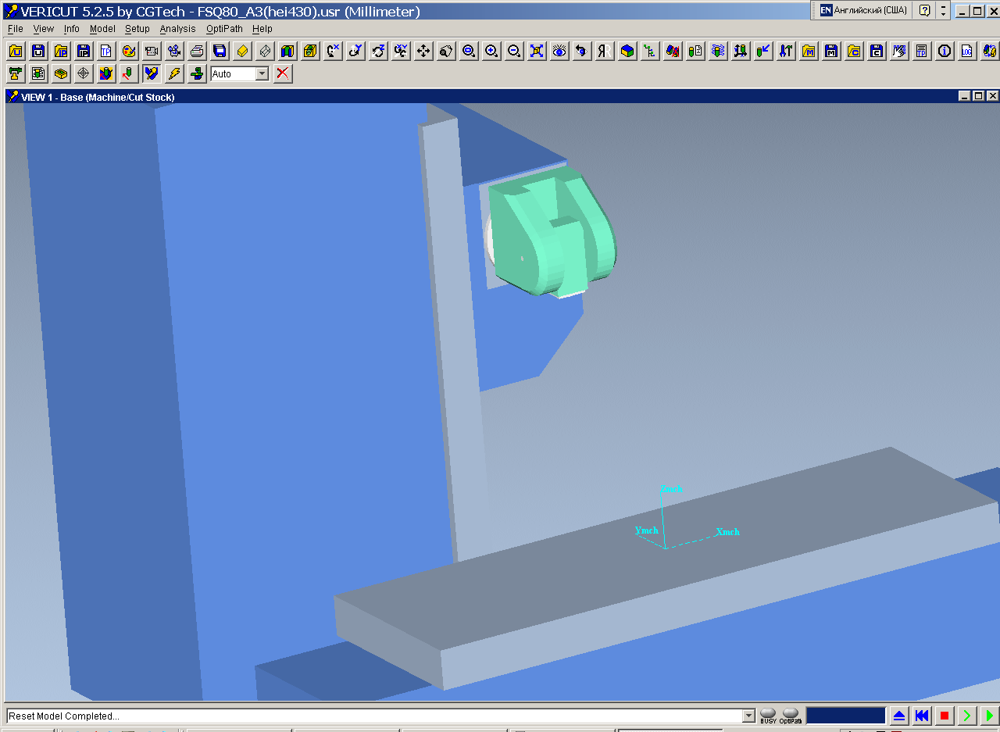 VERICUT 5.2.5 by CGTech - FSQ80_A3(hei430).usr (Millimeter)
EN Английский (США)
File View Info Model Setup Analysis OptiPath Help
Auto
VIEW 1 - Base (Machine/Cut Stock)
Zmch
Ymch
Xmch
Reset Model Completed...
BUSY OptiPath